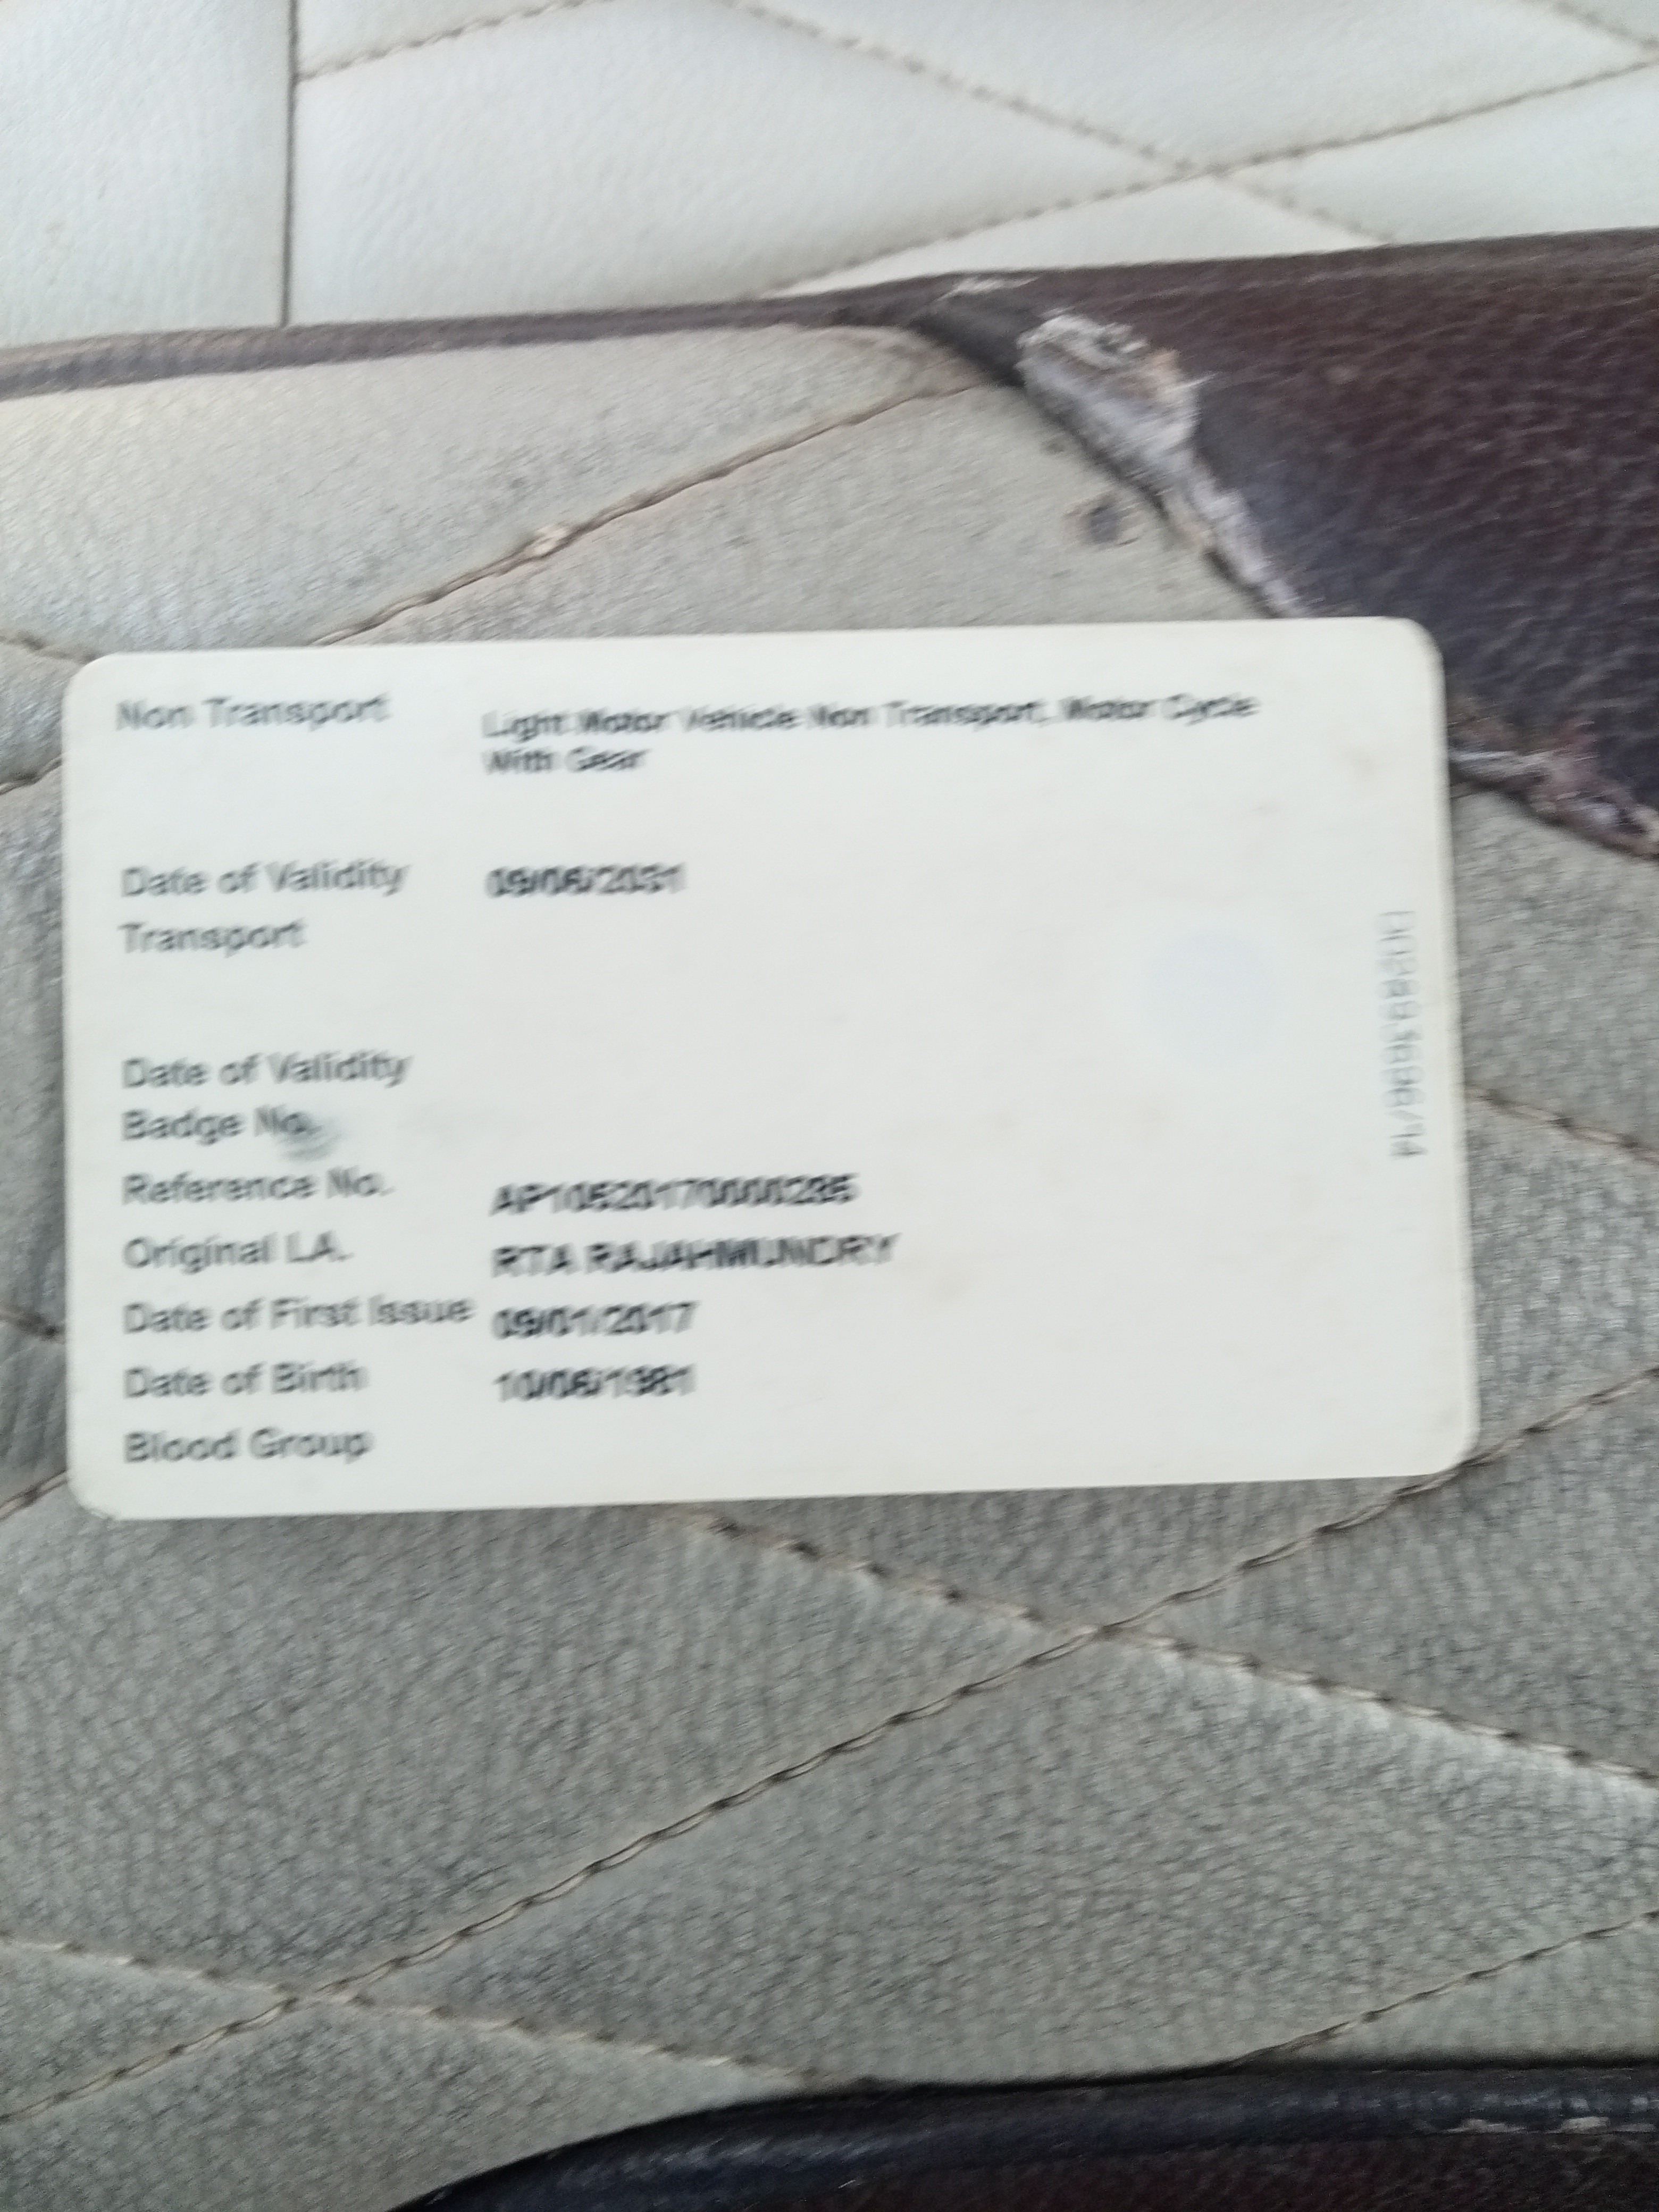 Non Transport Light Motor Vehicle Non Transport, Motor Cycle
With Gear
Date of Validity 09/06/2031
Transport
Date of Validity
Badge No.
Reference No. AP10520170000285
Original LA. RTA RAJAHMUNDRY
Date of First Issue 09/01/2017
Date of Birth 10/06/1981
Blood Group